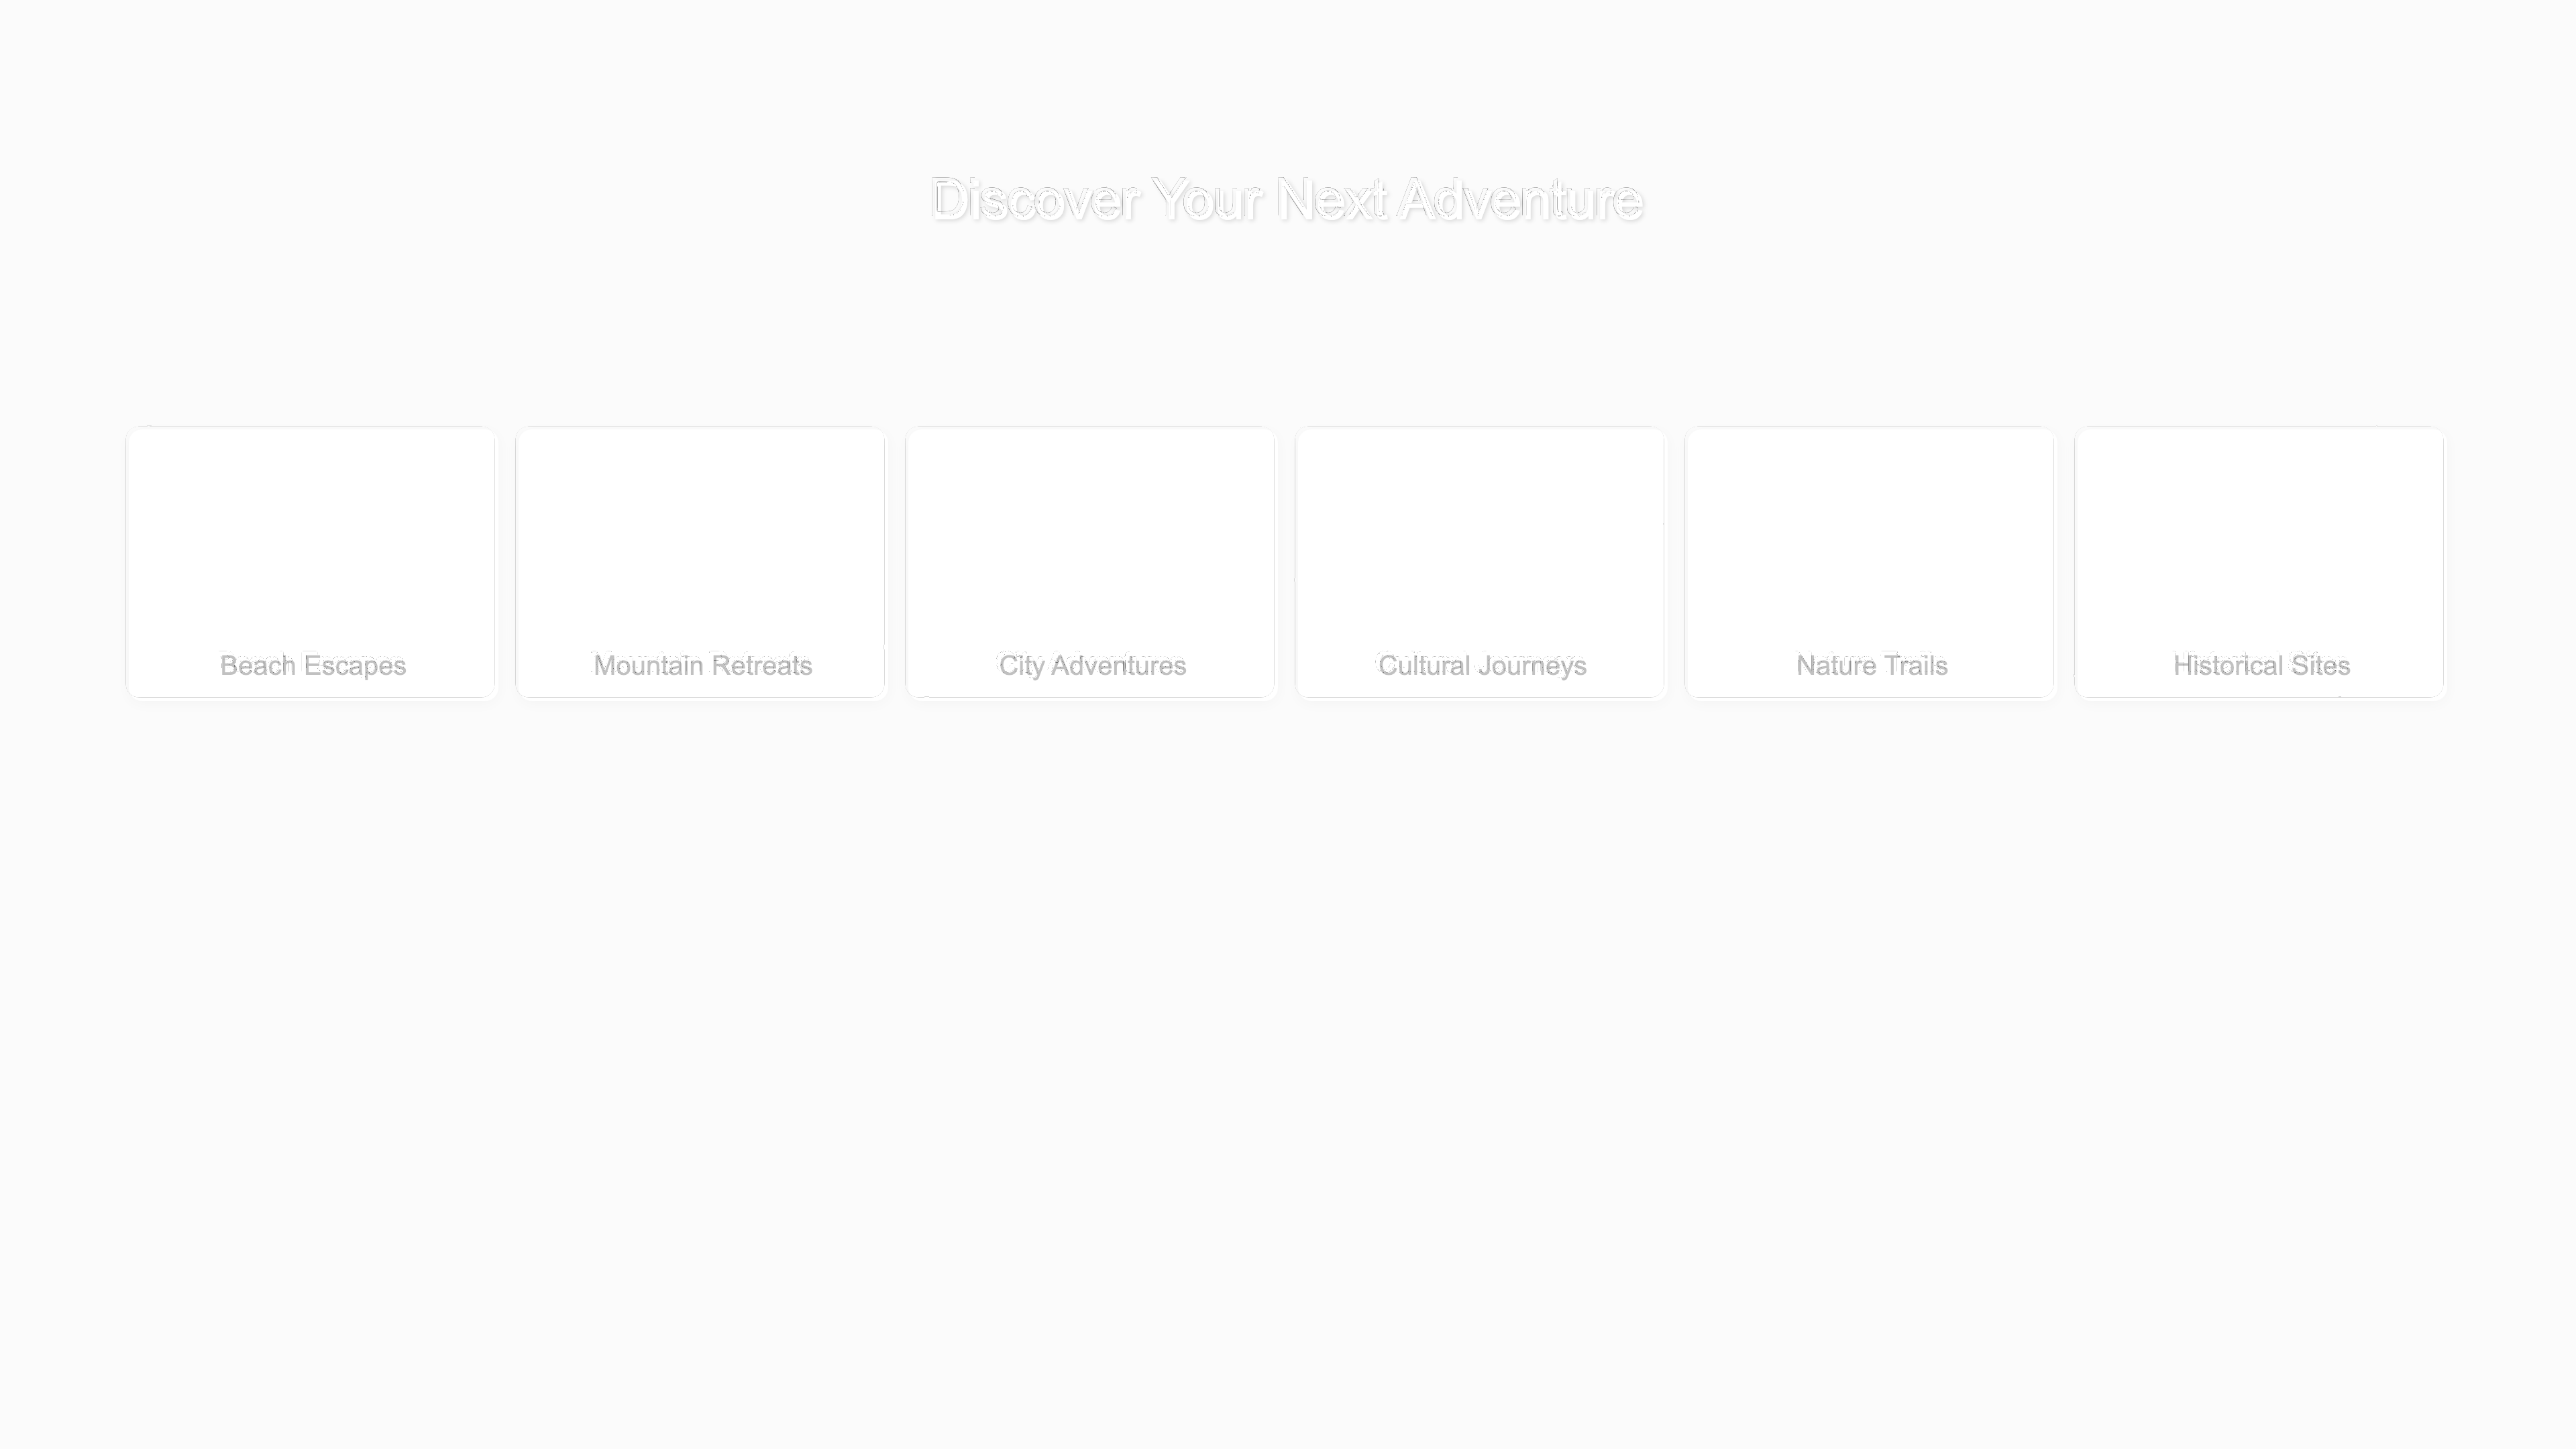 Discover Your Next Adventure
Beach Escapes
Mountain Retreats
City Adventures
Cultural Journeys
Nature Trails
Historical Sites